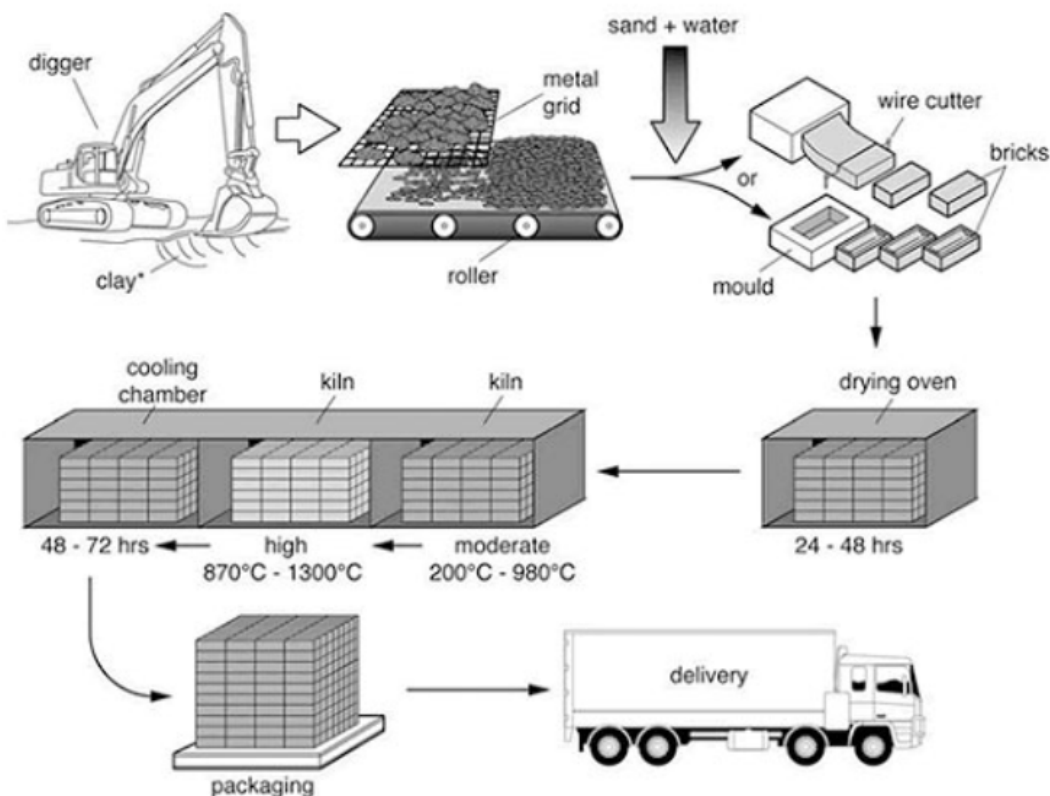 digger
clay*
metal
grid
roller
sand + water
or
wire cutter
bricks
mould
drying oven
24 - 48 hrs
kiln
kiln
cooling
chamber
moderate
200°C - 980°C
high
870°C - 1300°C
48 - 72 hrs
packaging
delivery